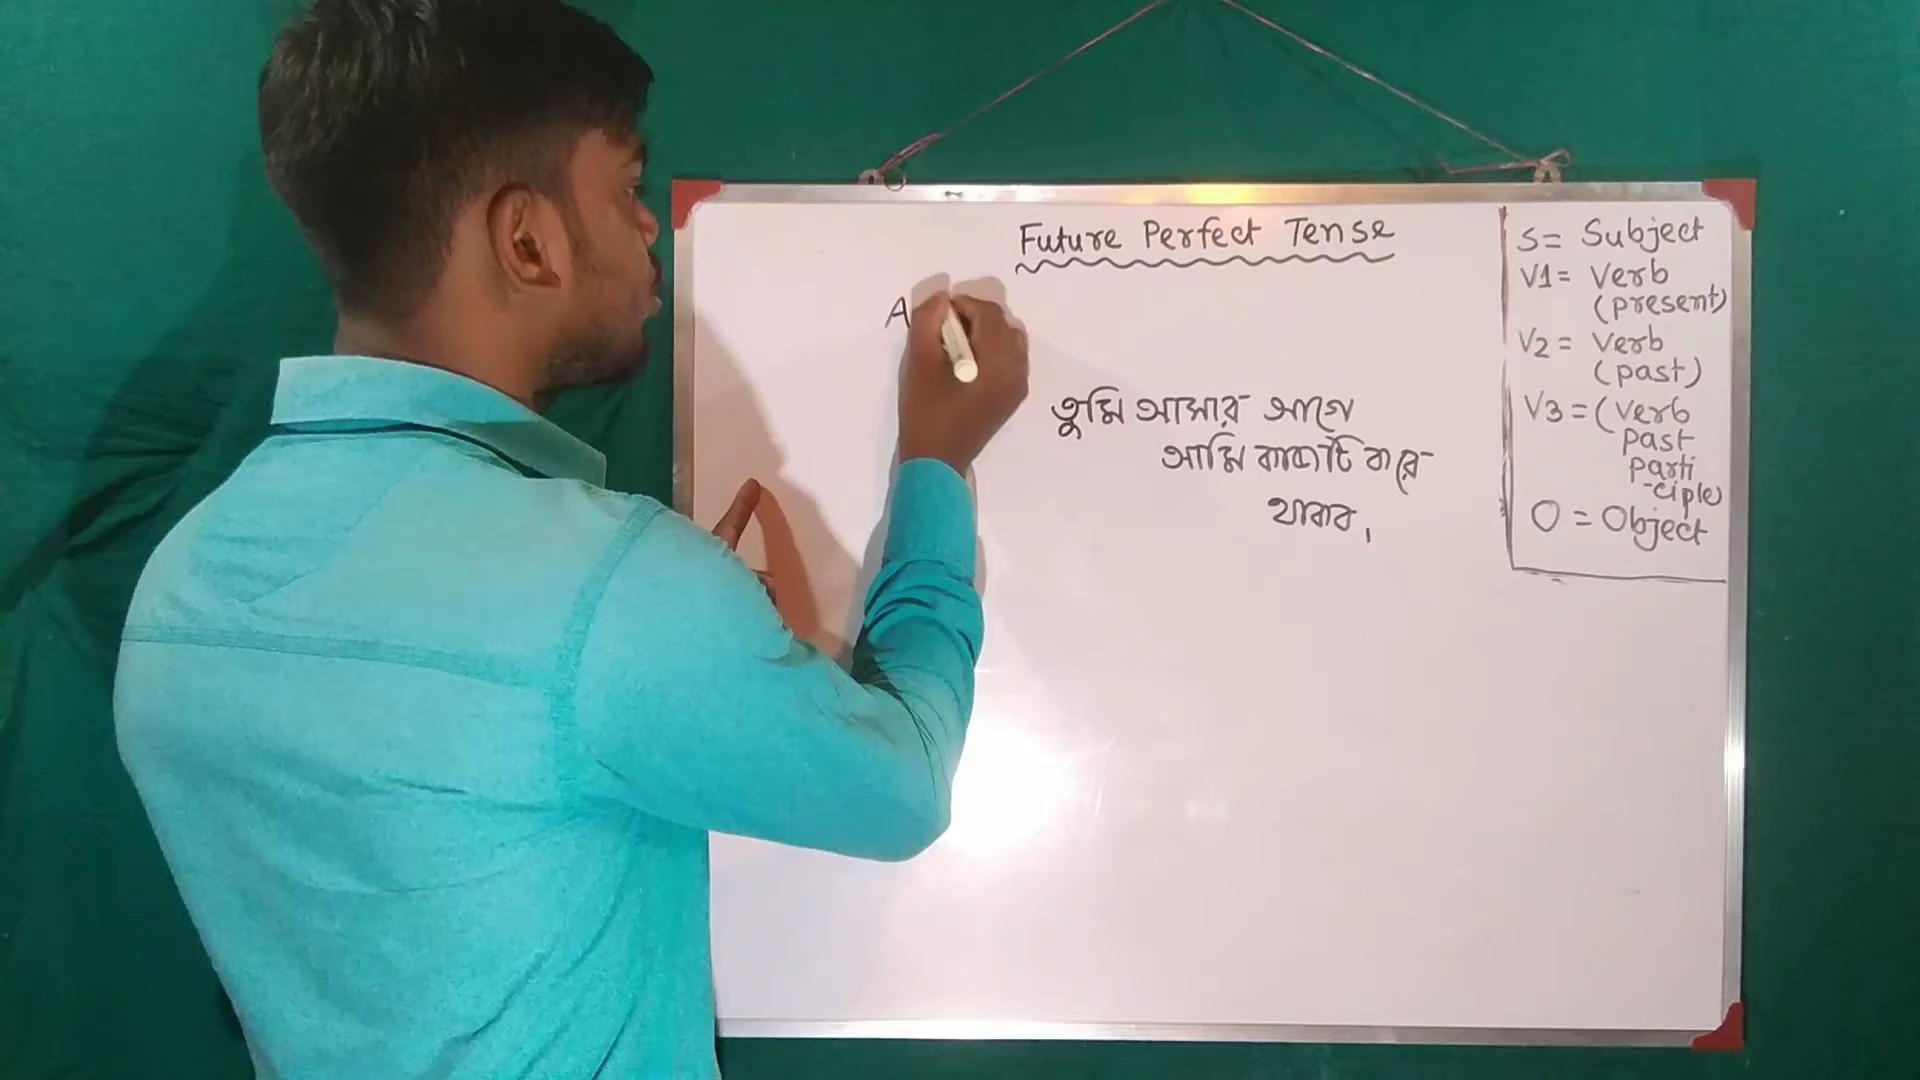 Future Perfect Tense
A
তুমি আসার আগে
আমি কাজটি করে
থাকব।
S = Subject
V1 = Verb
(present)
V2 = Verb
(past)
V3 = (Verb
past
parti
-ciple)
O = Object